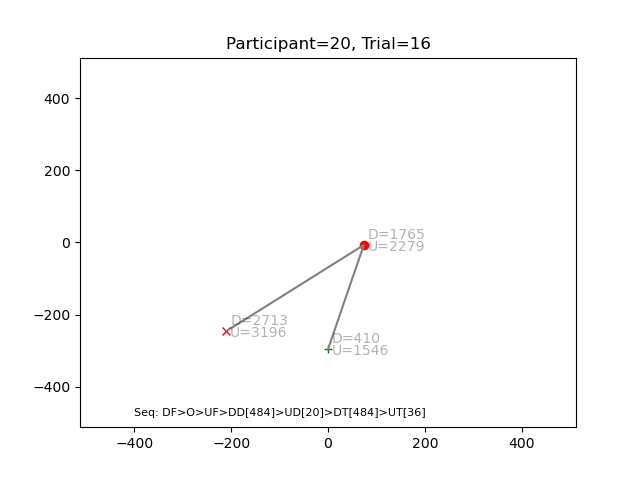 Participant=20, Trial=16
400
200
0
−200
−400
D=1765
U=2279
D=2713
U=3196
D=410
U=1546
Seq: DF>O>UF>DD[484]>UD[20]>DT[484]>UT[36]
−400
−200
0
200
400